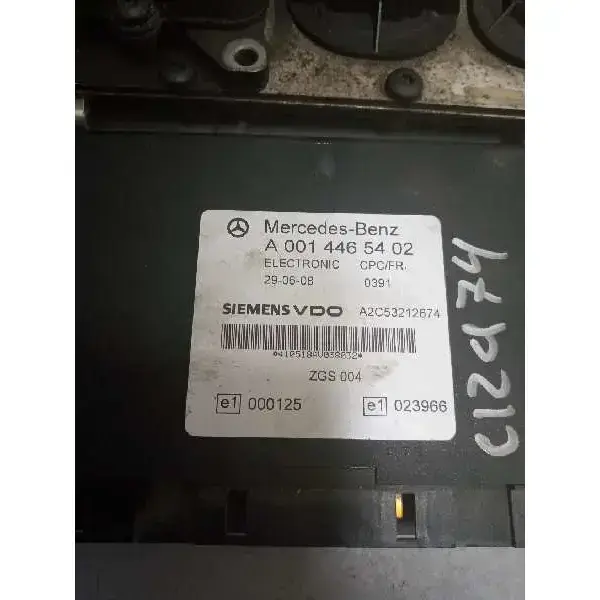 Mercedes-Benz
A 001 446 54 02
ELECTRONIC CPC/FR.
29-06-08 0391
SIEMENS VDO A2C53212674
ZGS 004
e1 000125 e1 023966